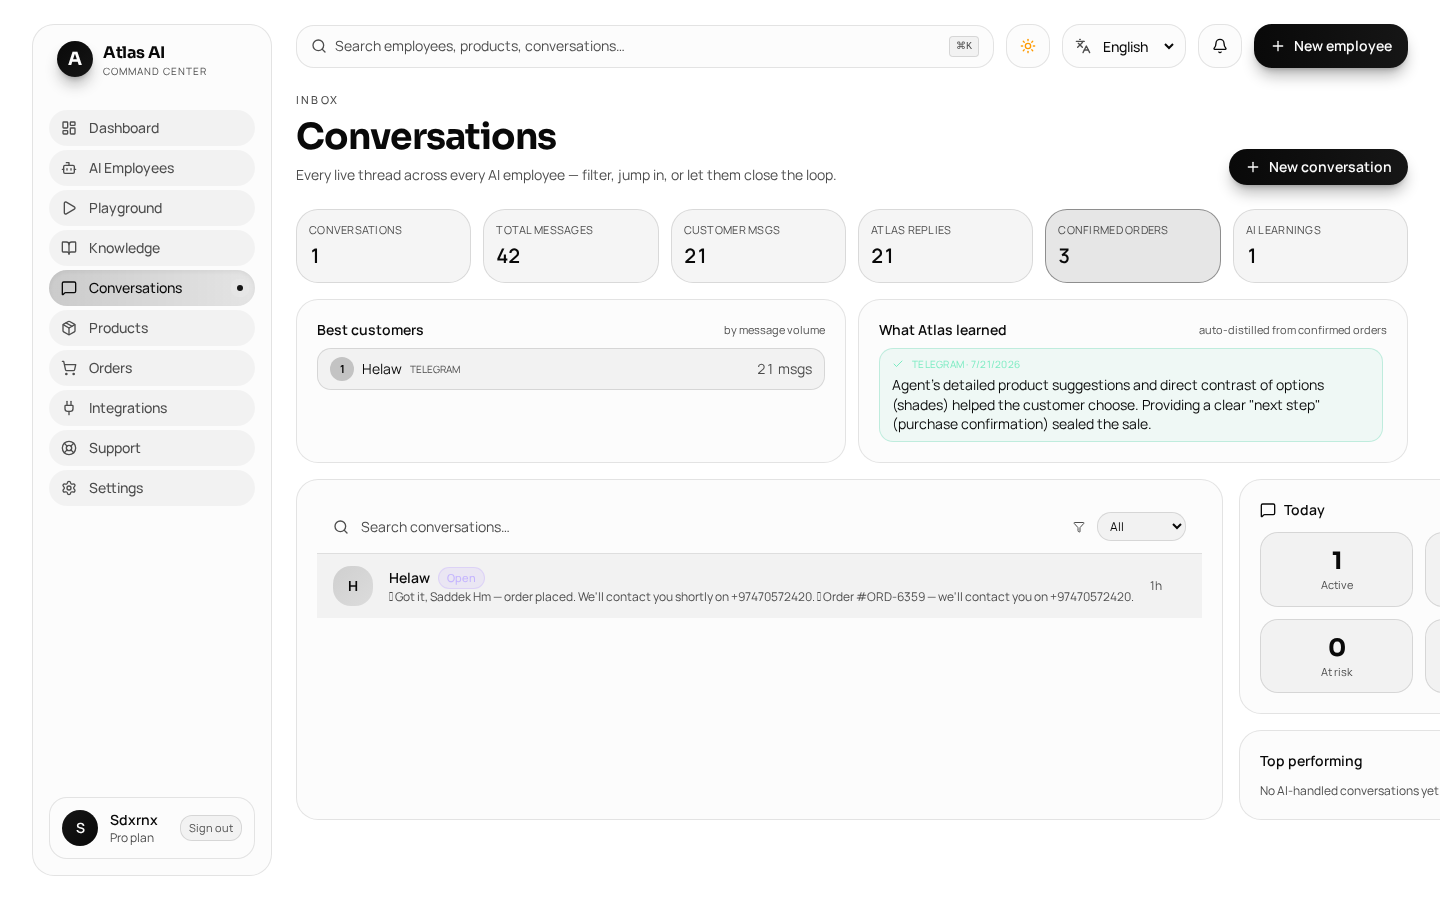 Atlas AI
COMMAND CENTER
Dashboard
AI Employees
Playground
Knowledge
Conversations
Products
Orders
Integrations
Support
Settings
S
Sdxrnx
Pro plan
Sign out
A
Search employees, products, conversations...
⌘K
English
New employee
INBOX
Conversations
Every live thread across every AI employee — filter, jump in, or let them close the loop.
New conversation
CONVERSATIONS
1
TOTAL MESSAGES
42
CUSTOMER MSGS
21
ATLAS REPLIES
21
CONFIRMED ORDERS
3
AI LEARNINGS
1
Best customers
by message volume
1
Helaw
TELEGRAM
21 msgs
What Atlas learned
auto-distilled from confirmed orders
TELEGRAM · 7/21/2026
Agent's detailed product suggestions and direct contrast of options
(shades) helped the customer choose. Providing a clear "next step"
(purchase confirmation) sealed the sale.
Search conversations...
All
H
Helaw
Open
Got it, Saddek Hm — order placed. We'll contact you shortly on +97470572420. Order #ORD-6359 — we'll contact you on +97470572420.
1h
Today
1
Active
0
At risk
Top performing
No AI-handled conversations yet